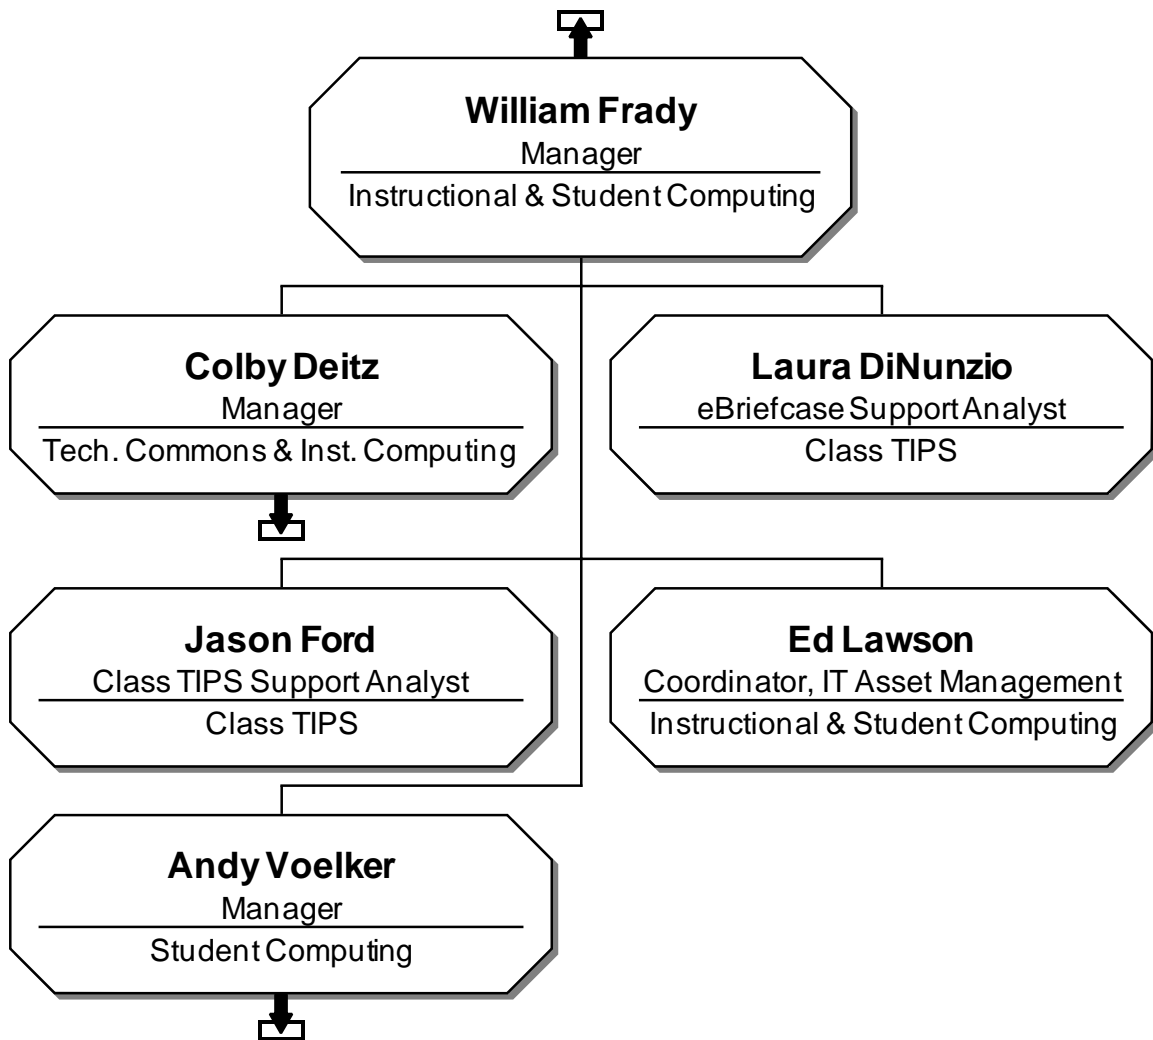 William Frady
Manager
Instructional & Student Computing
Colby Deitz
Manager
Tech. Commons & Inst. Computing
Laura DiNunzio
eBriefcase Support Analyst
Class TIPS
Jason Ford
Class TIPS Support Analyst
Class TIPS
Ed Lawson
Coordinator, IT Asset Management
Instructional & Student Computing
Andy Voelker
Manager
Student Computing